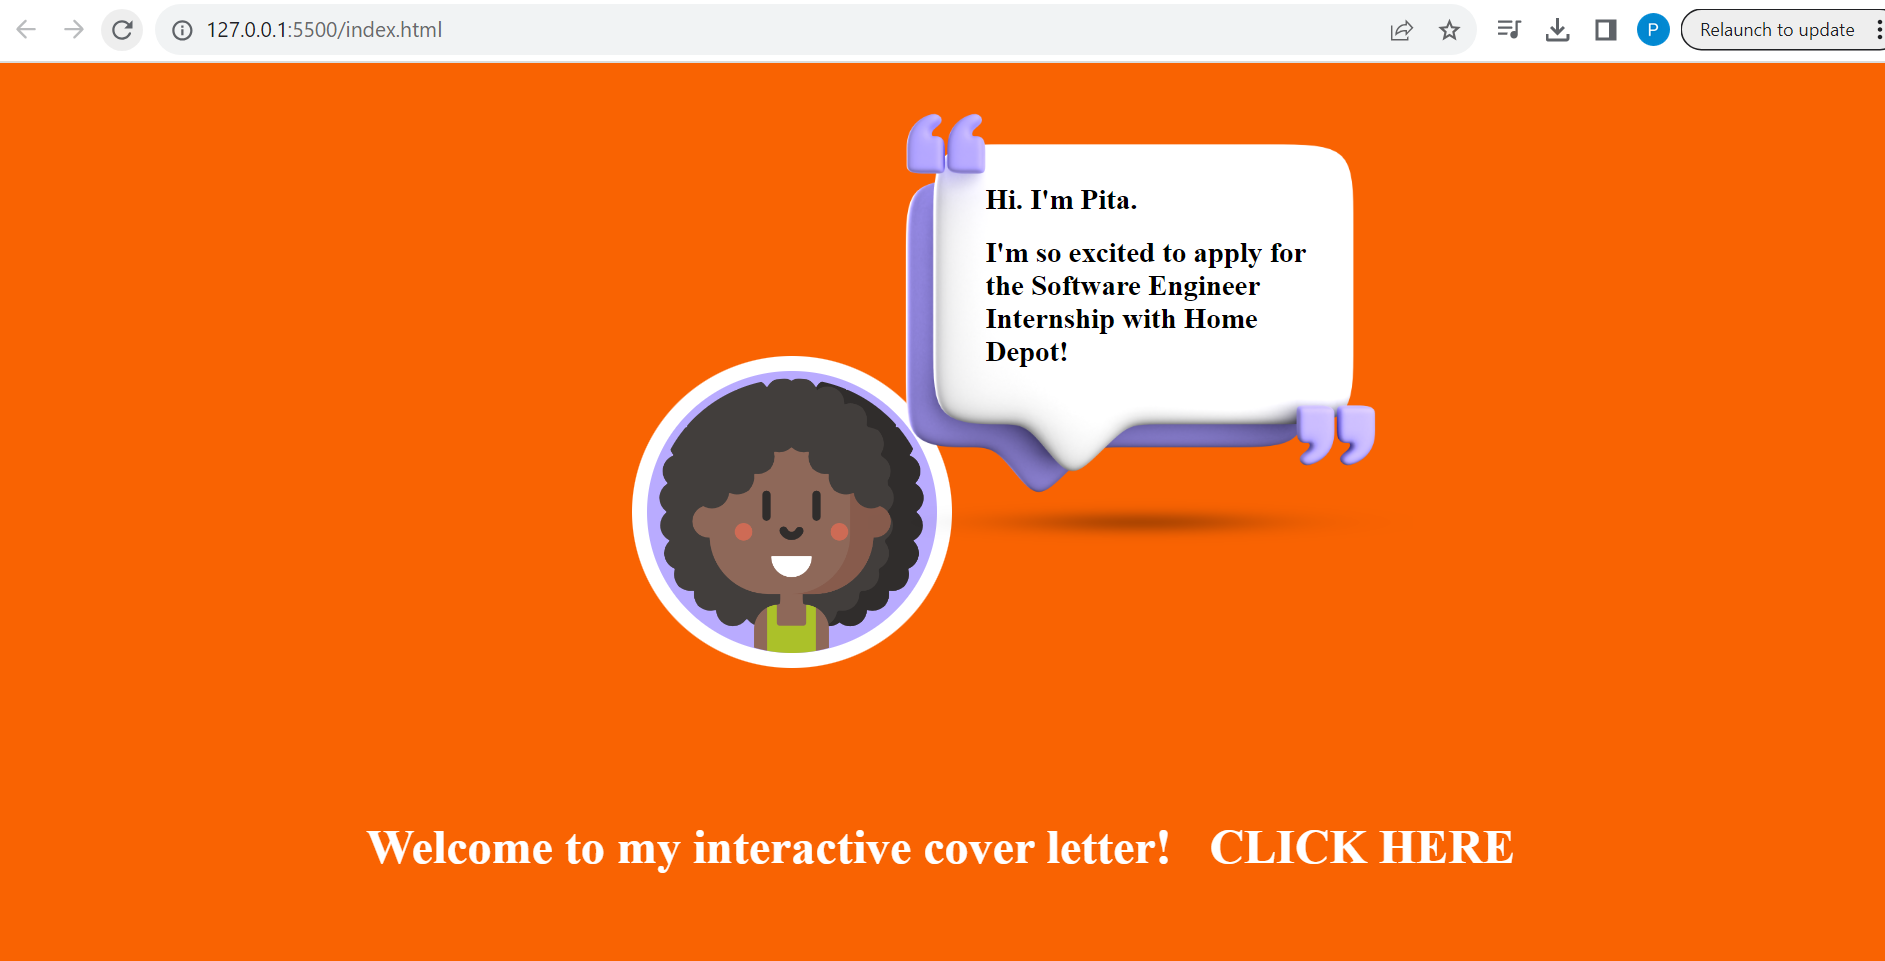 127.0.0.1:5500/index.html
P
Relaunch to update
Hi. I'm Pita.
I'm so excited to apply for
the Software Engineer
Internship with Home
Depot!
Welcome to my interactive cover letter! CLICK HERE